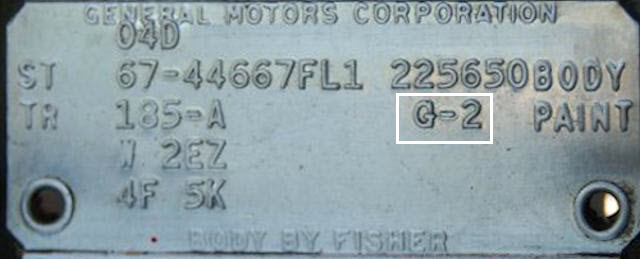 GENERAL MOTORS CORPORATION
04D
ST 67-44667FL1 225650 BODY
TR 185-A G-2 PAINT
W 2EZ
4F 5K
BODY BY FISHER